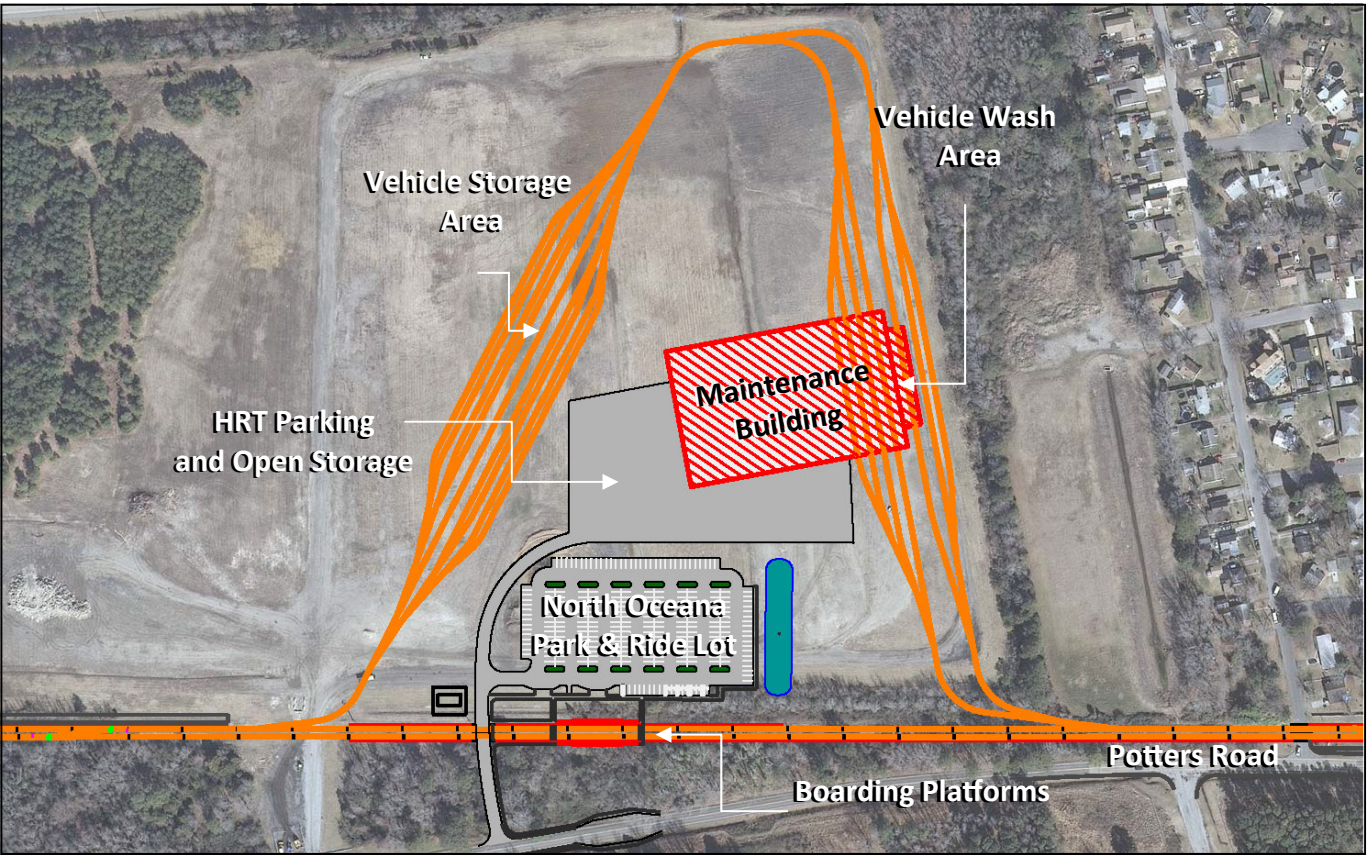 Vehicle Wash
Area
Vehicle Storage
Area
Maintenance
Building
HRT Parking
and Open Storage
North Oceana
Park & Ride Lot
Potters Road
Boarding Platforms